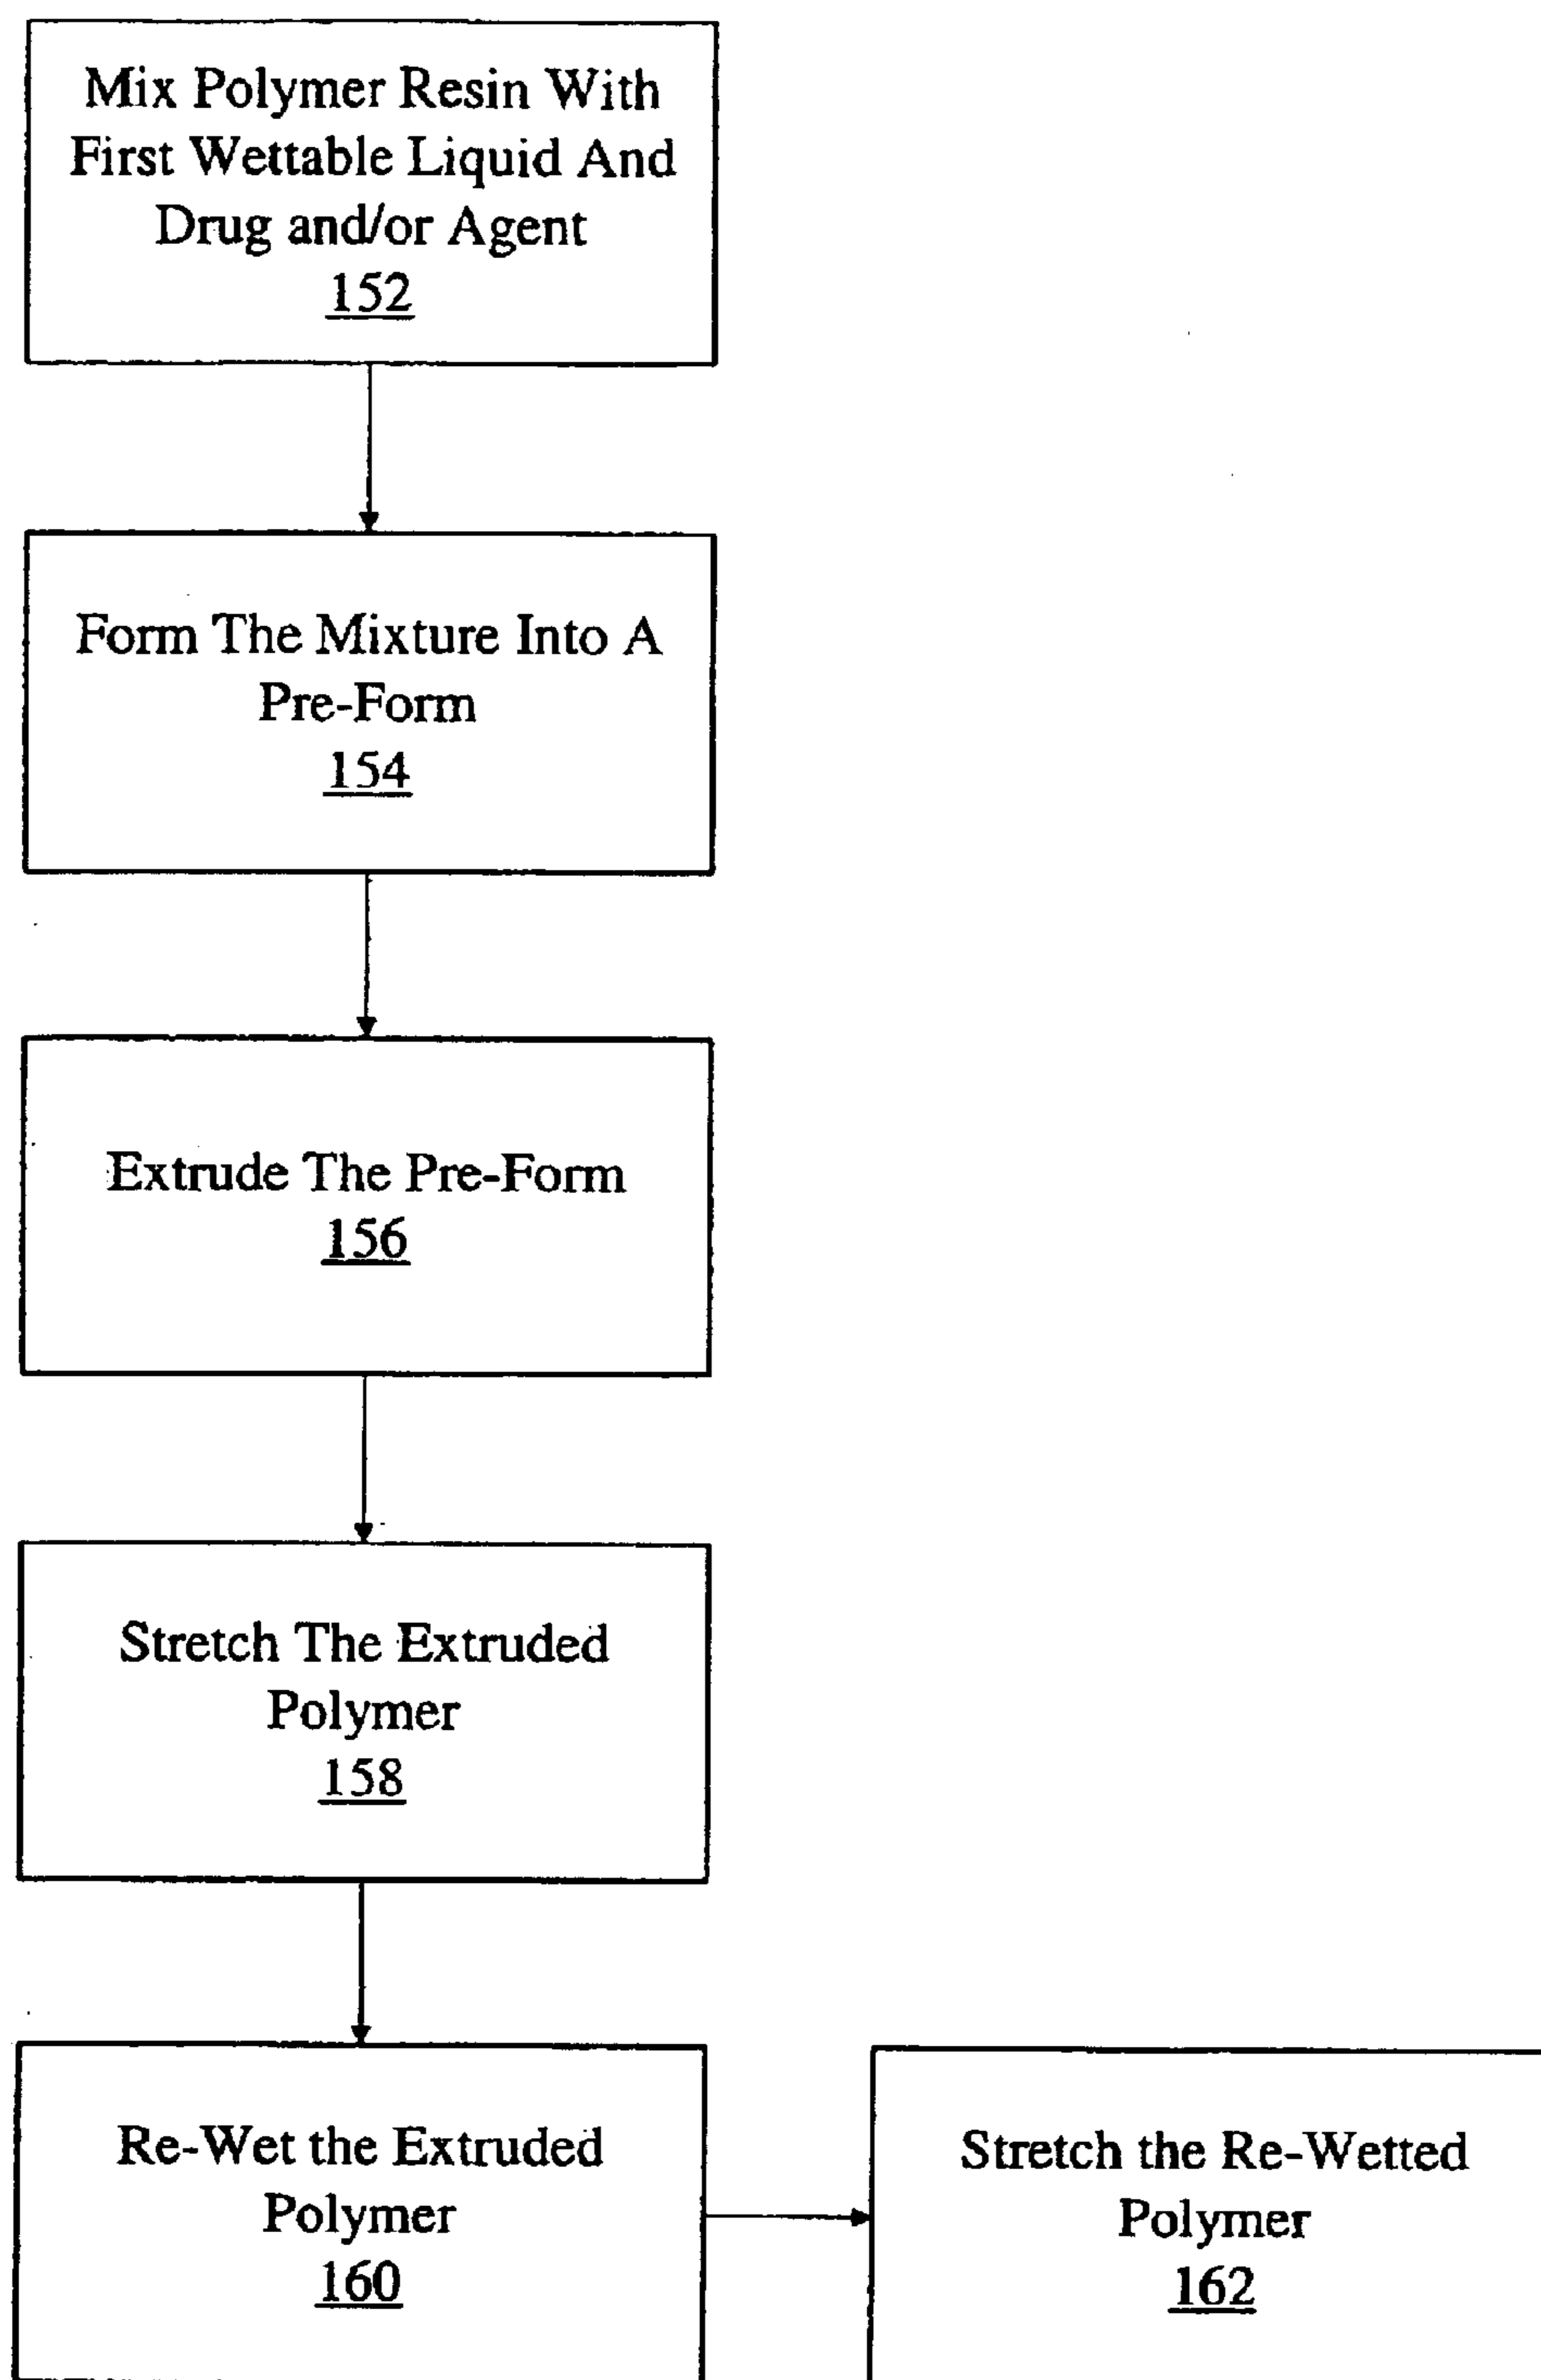 Mix Polymer Resin With
First Wettable Liquid And
Drug and/or Agent
152
Form The Mixture Into A
Pre-Form
154
Extrude The Pre-Form
156
Stretch The Extruded
Polymer
158
Re-Wet the Extruded
Polymer
160
Stretch the Re-Wetted
Polymer
162